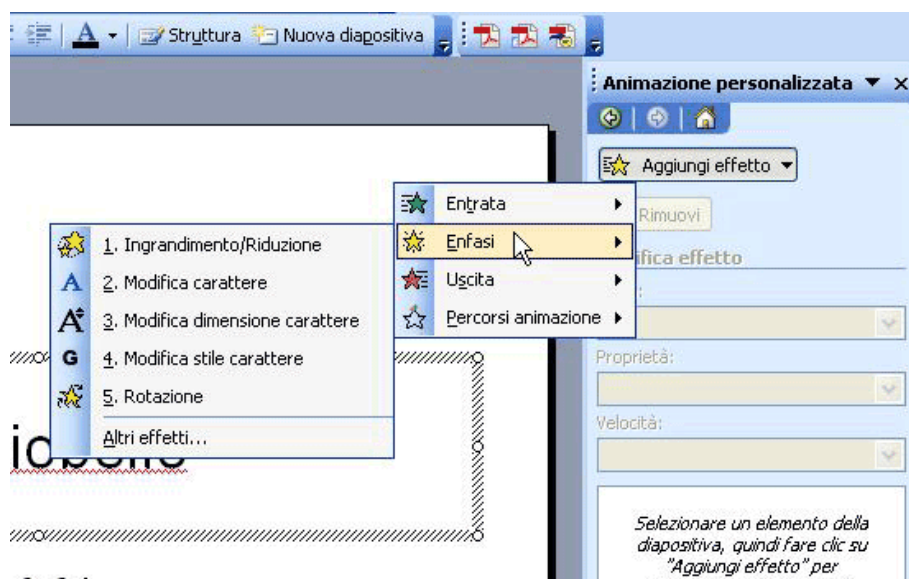 Struttura Nuova diapositiva
Animazione personalizzata
Aggiungi effetto
Rimuovi
Entrata
Enfasi
Uscita
Percorsi animazione
1. Ingrandimento/Riduzione
2. Modifica carattere
3. Modifica dimensione carattere
4. Modifica stile carattere
5. Rotazione
Altri effetti...
effetto
Proprietà:
Velocità:
Selezionare un elemento della
diapositiva, quindi fare clic su
"Aggiungi effetto" per